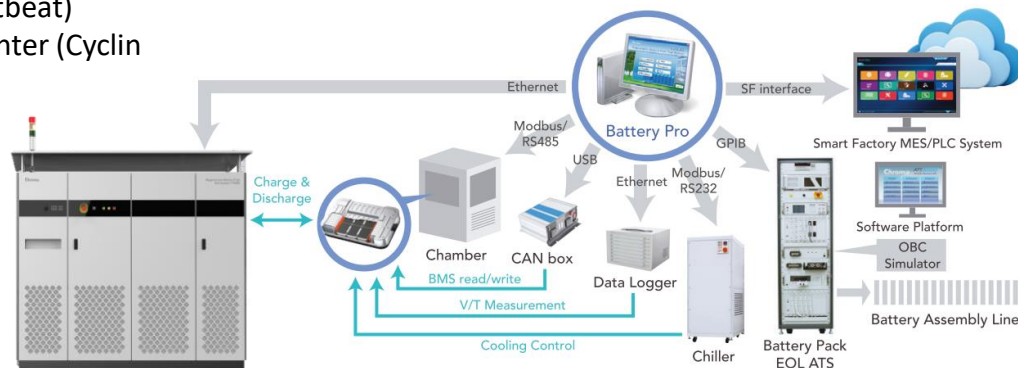 tbeat)
nter (Cyclin
Ethernet
Battery Pro
SF interface
Smart Factory MES/PLC System
Modbus/
RS485
USB
Ethernet
Modbus/
RS232
GPIB
Charge &
Discharge
Chamber
CAN box
Data Logger
Chiller
BMS read/write
V/T Measurement
Cooling Control
Software Platform
OBC
Simulator
Battery Assembly Line
Battery Pack
EOL ATS